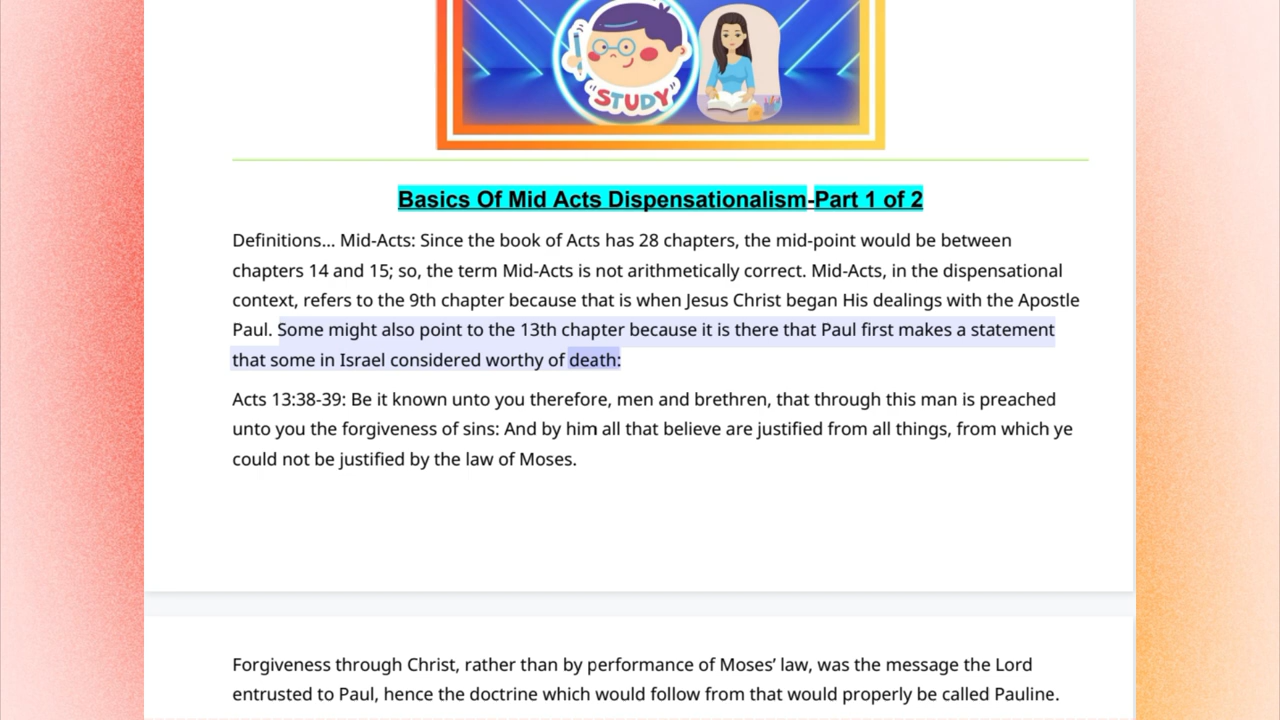 STUDY
Basics Of Mid Acts Dispensationalism-Part 1 of 2
Definitions... Mid-Acts: Since the book of Acts has 28 chapters, the mid-point would be between
chapters 14 and 15; so, the term Mid-Acts is not arithmetically correct. Mid-Acts, in the dispensational
context, refers to the 9th chapter because that is when Jesus Christ began His dealings with the Apostle
Paul. Some might also point to the 13th chapter because it is there that Paul first makes a statement
that some in Israel considered worthy of death:
Acts 13:38-39: Be it known unto you therefore, men and brethren, that through this man is preached
unto you the forgiveness of sins: And by him all that believe are justified from all things, from which ye
could not be justified by the law of Moses.
Forgiveness through Christ, rather than by performance of Moses’ law, was the message the Lord
entrusted to Paul, hence the doctrine which would follow from that would properly be called Pauline.